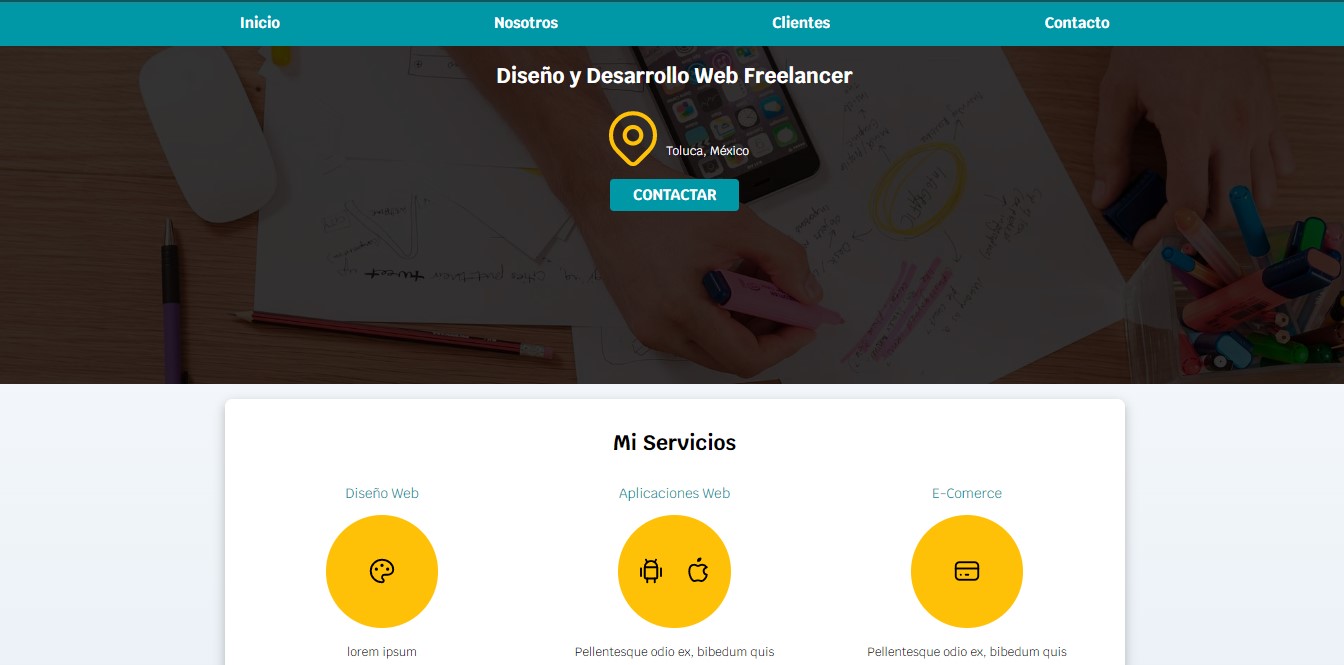 Inicio Nosotros Clientes Contacto
Diseño y Desarrollo Web Freelancer
Toluca, México
CONTACTAR
tweet
Mi Servicios
Diseño Web Aplicaciones Web E-Comerce
lorem ipsum Pellentesque odio ex, bibedum quis Pellentesque odio ex, bibedum quis